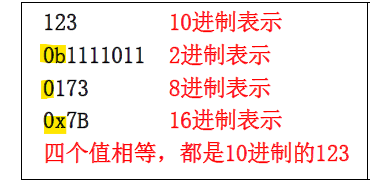 123 10进制表示
0b1111011 2进制表示
0173 8进制表示
0x7B 16进制表示
四个值相等，都是10进制的123